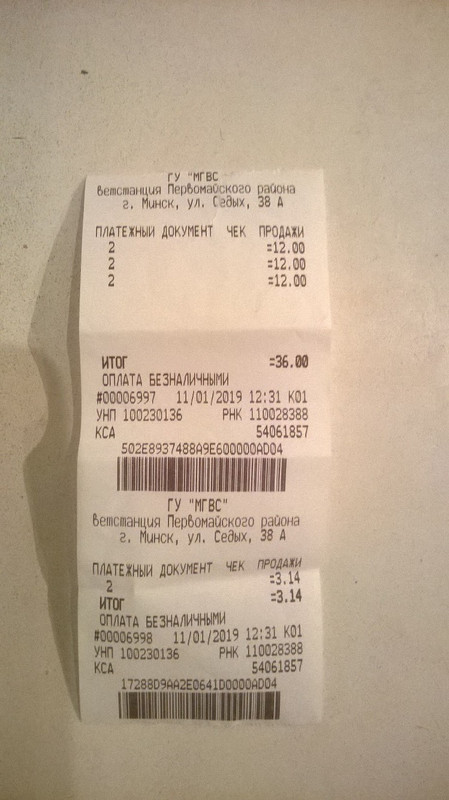 ГУ "МГВС
Ветстанция Первомайского района
г. Минск, ул. Седых, 38 А
ПЛАТЕЖНЫЙ ДОКУМЕНТ ЧЕК ПРОДАЖИ
2 =12.00
2 =12.00
2 =12.00
ИТОГ =36.00
ОПЛАТА БЕЗНАЛИЧНЫМИ
#00006997 11/01/2019 12:31 К01
УНП 100230136 РНК 110028388
КСА 54061857
502E8937488A9E600000AD04
ГУ "МГВС"
Ветстанция Первомайского района
г. Минск, ул. Седых, 38 А
ПЛАТЕЖНЫЙ ДОКУМЕНТ ЧЕК ПРОДАЖИ
2 =3.14
ИТОГ =3.14
ОПЛАТА БЕЗНАЛИЧНЫМИ
#00006998 11/01/2019 12:31 К01
УНП 100230136 РНК 110028388
КСА 54061857
17288D9AA2E0641D0000AD04